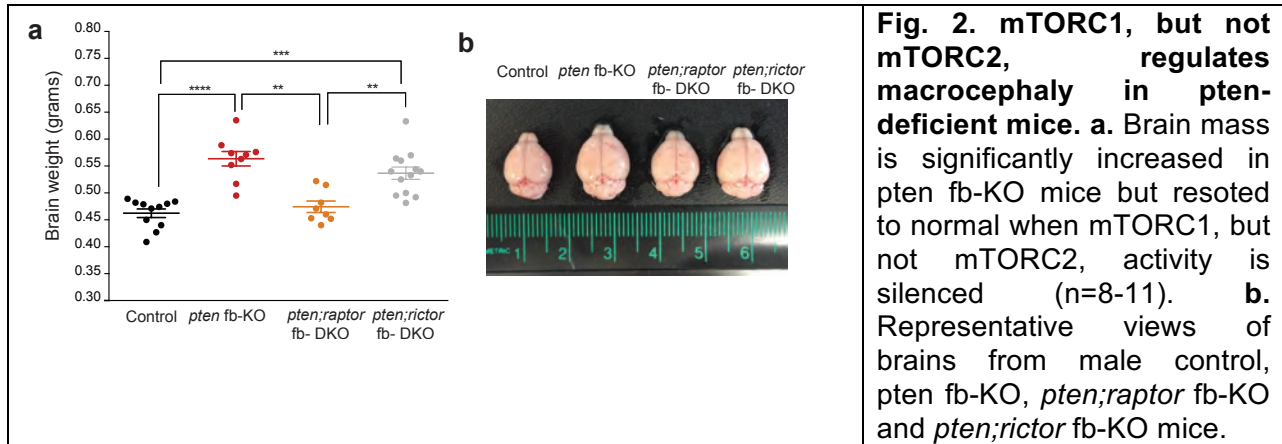 a
0.80
0.75
0.70
0.65
0.60
0.55
0.50
0.45
0.40
0.35
0.30
Brain weight (grams)
***
**** ** **
Control pten fb-KO pten;raptor pten;rictor
fb- DKO fb- DKO
b
Control pten fb-KO pten;raptor pten;rictor
fb- DKO fb- DKO
METRIC 1 2 3 4 5 6
Fig. 2. mTORC1, but not
mTORC2, regulates
macrocephaly in pten-
deficient mice. a. Brain mass
is significantly increased in
pten fb-KO mice but resoted
to normal when mTORC1, but
not mTORC2, activity is
silenced (n=8-11). b.
Representative views of
brains from male control,
pten fb-KO, pten;raptor fb-KO
and pten;rictor fb-KO mice.